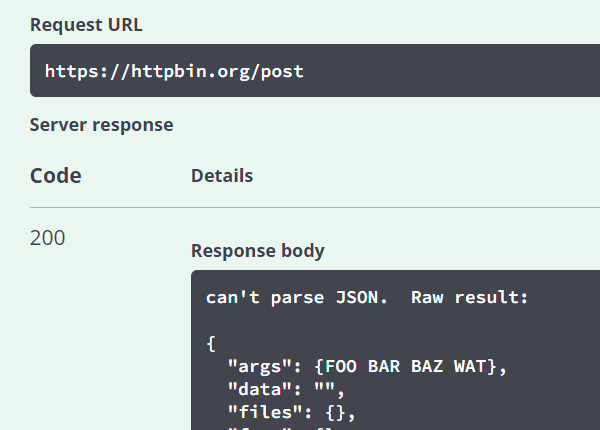 Request URL
https://httpbin.org/post
Server response
Code Details
200
Response body
can't parse JSON.  Raw result:
{
  "args": {FOO BAR BAZ WAT},
  "data": "",
  "files": {},